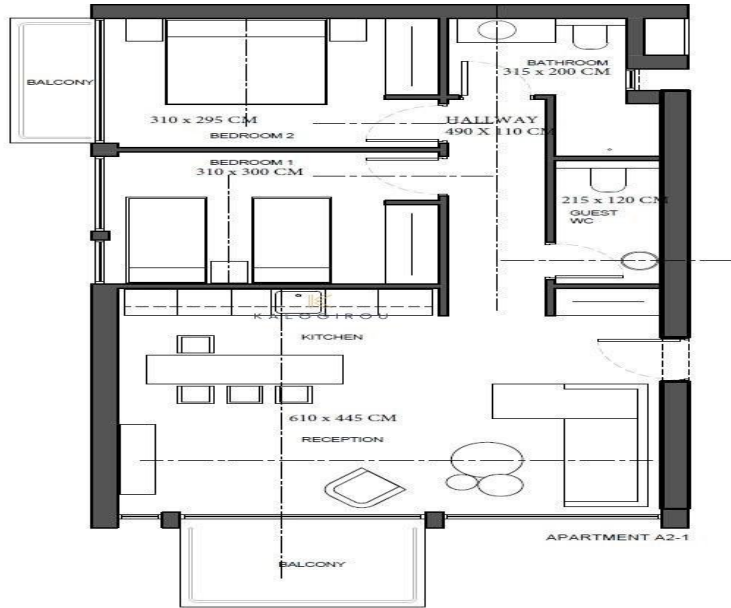 BATHROOM
315 x 200 CM
BALCONY
310 x 295 CM
BEDROOM 2
HALLWAY
490 X 110 CM
BEDROOM 1
310 x 300 CM
215 x 120 CM
GUEST
WC
KALOGIROU
KITCHEN
610 x 445 CM
RECEPTION
APARTMENT A2-1
BALCONY